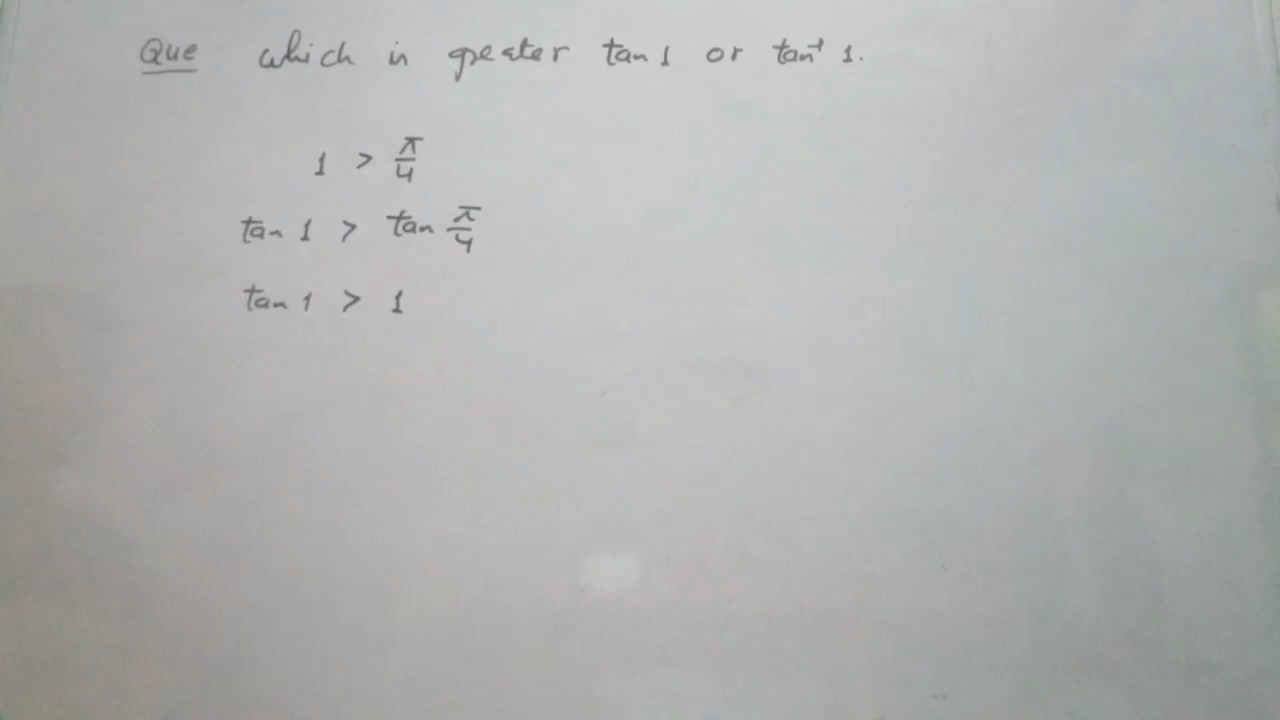 Que which is greater tan 1 or tan⁻¹ 1.
1 > π/4
tan 1 > tan π/4
tan 1 > 1